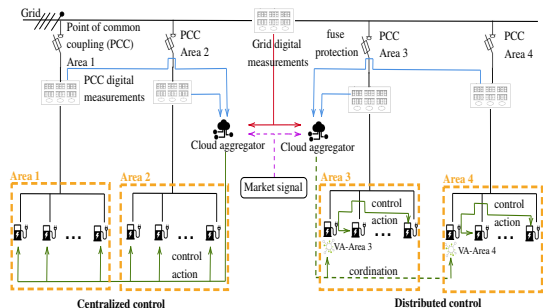 Grid
Point of common
coupling (PCC)
Area 1
PCC
Area 2
Grid digital
measurements
fuse
protection
PCC
Area 3
PCC
Area 4
PCC digital
measurements
Cloud aggregator
Cloud aggregator
Market signal
Area 1
Area 2
Area 3
Area 4
...
...
...
...
control
action
control
action
control
action
VA-Area 3
VA-Area 4
cordination
Centralized control
Distributed control